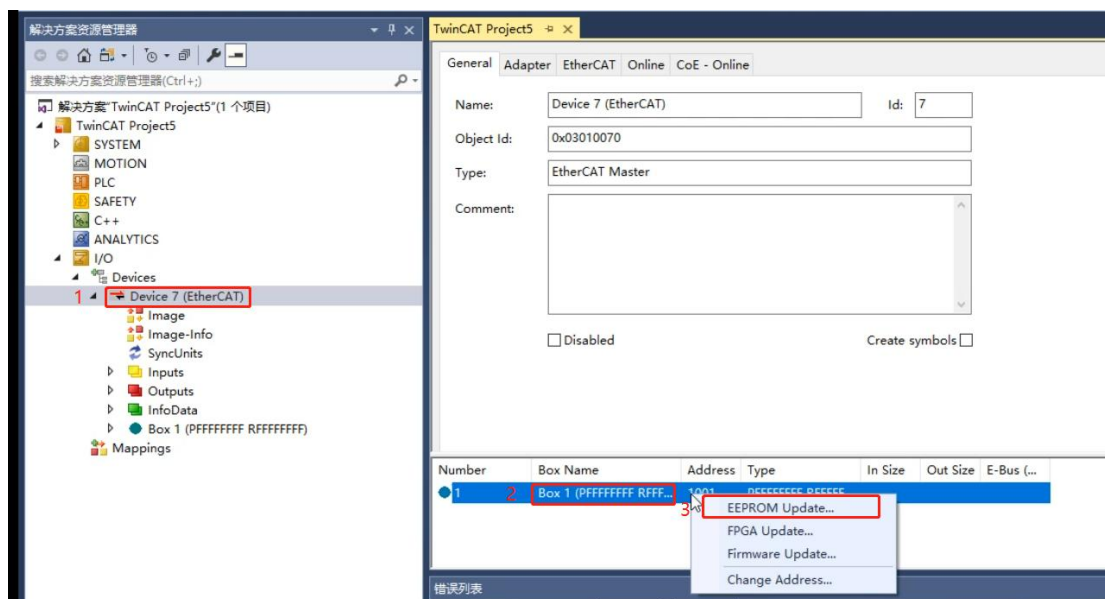 解决方案资源管理器
搜索解决方案资源管理器(Ctrl+;)
解决方案"TwinCAT Project5"(1 个项目)
TwinCAT Project5
SYSTEM
MOTION
PLC
SAFETY
C++
ANALYTICS
I/O
Devices
1 Device 7 (EtherCAT)
Image
Image-Info
SyncUnits
Inputs
Outputs
InfoData
Box 1 (PFFFFFFFF RFFFFFFFF)
Mappings
TwinCAT Project5
General Adapter EtherCAT Online CoE - Online
Name: Device 7 (EtherCAT) Id: 7
Object Id: 0x03010070
Type: EtherCAT Master
Comment:
Disabled Create symbols
Number Box Name Address Type In Size Out Size E-Bus (...
1 2 Box 1 (PFFFFFFFF RFFF... 1001
3 EEPROM Update...
FPGA Update...
Firmware Update...
Change Address...
错误列表